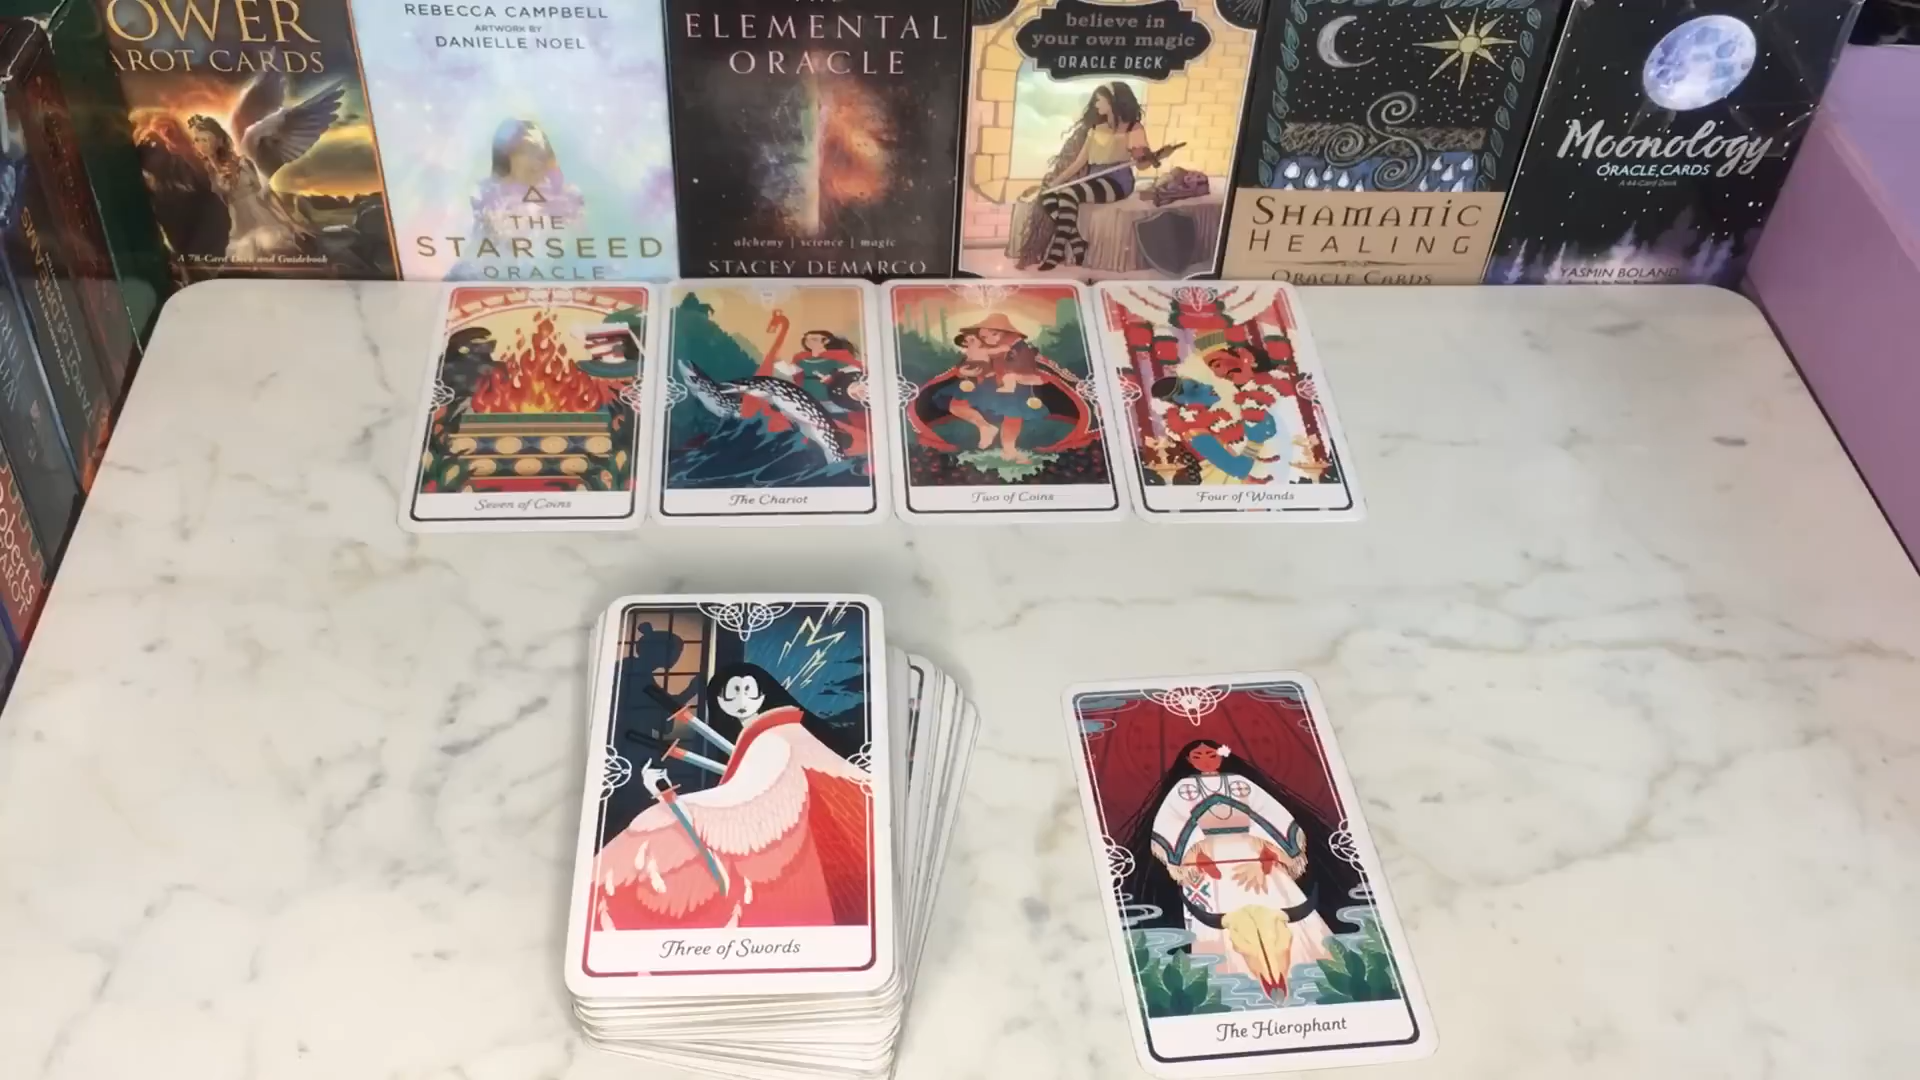 OWER
AROT CARDS
A 78-Card Deck and Guidebook
REBECCA CAMPBELL
ARTWORK BY
DANIELLE NOEL
THE
STARSEED
ORACLE
THE
ELEMENTAL
ORACLE
alchemy | science | magic
STACEY DEMARCO
believe in
your own magic
ORACLE DECK
SHAMANIC
HEALING
ORACLE CARDS
Moonology
ORACLE CARDS
A 44-Card Deck
YASMIN BOLAND
Seven of Coins
The Chariot
Two of Coins
Four of Wands
Three of Swords
V
The Hierophant